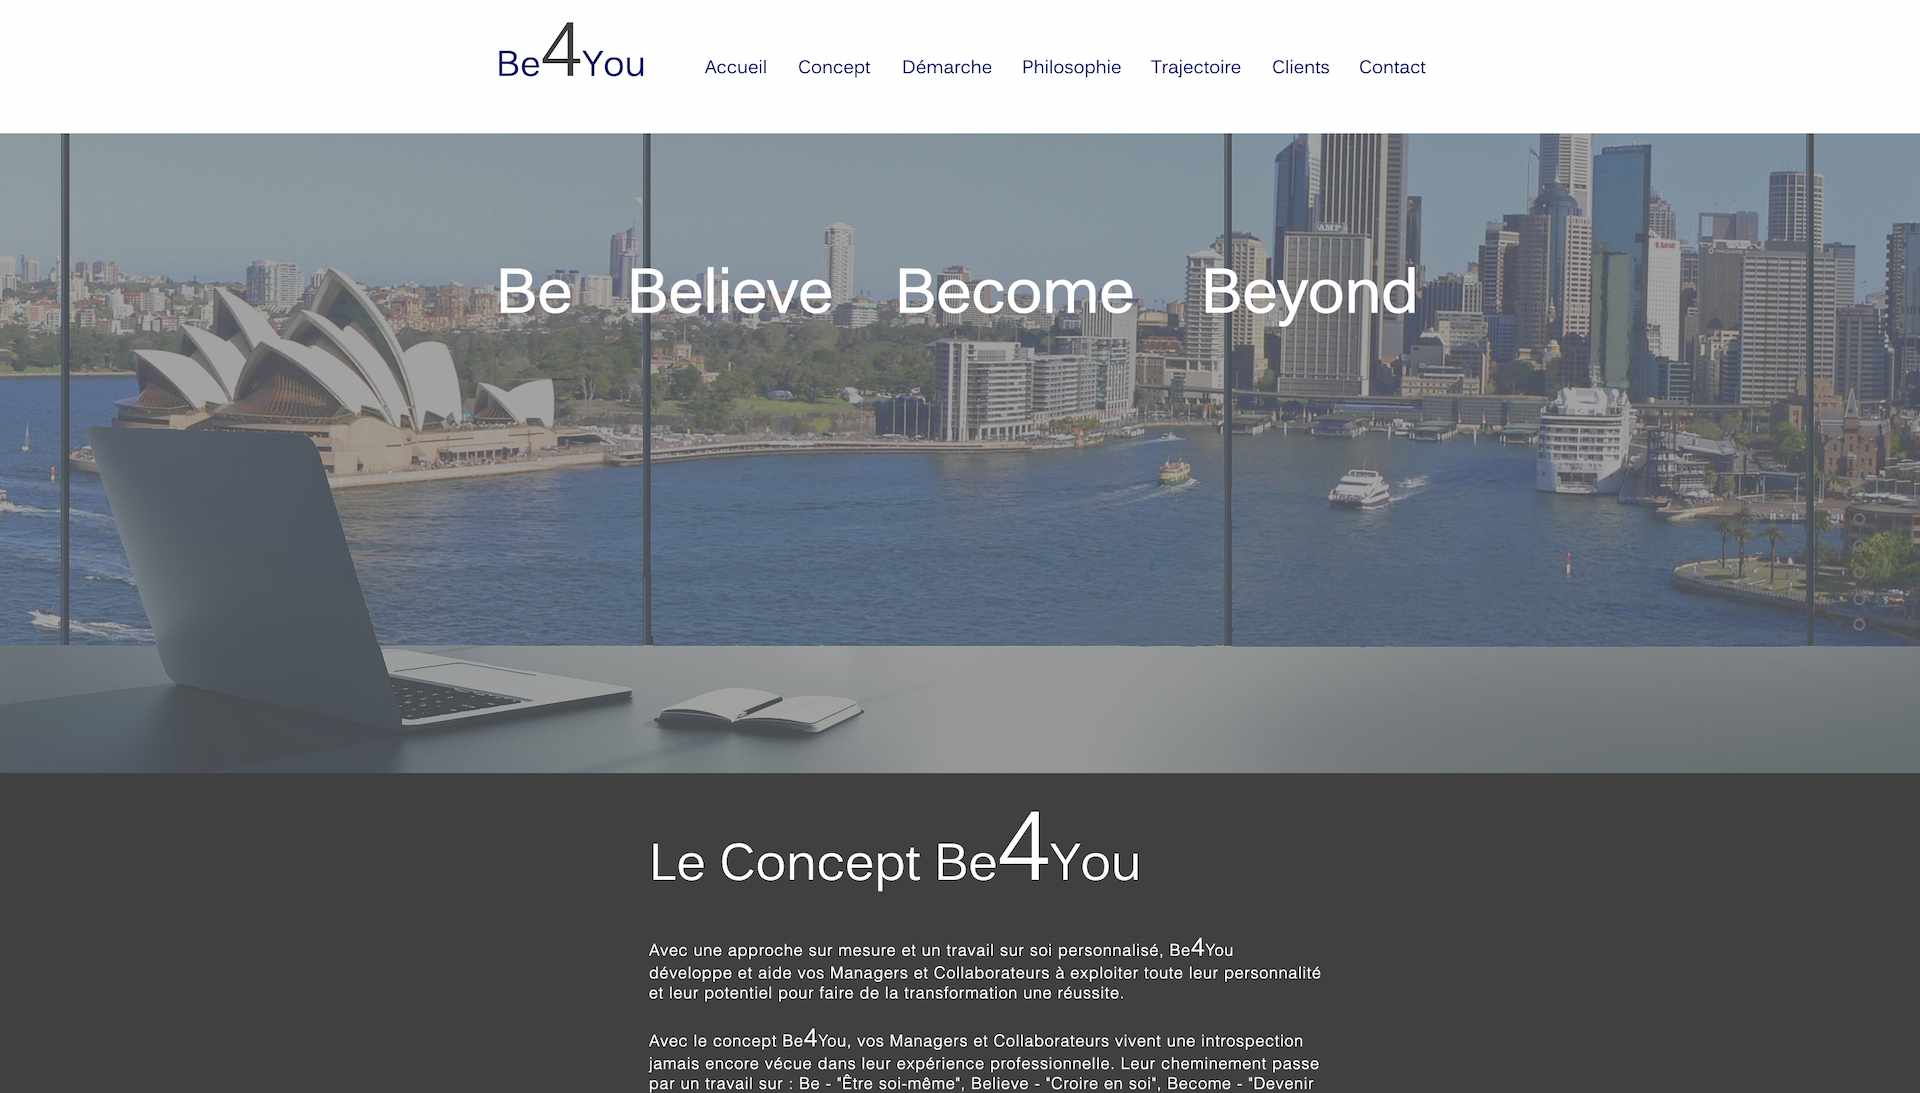 Be4You
Accueil Concept Démarche Philosophie Trajectoire Clients Contact
AMP
Be Believe Become Beyond
Le Concept Be4You
Avec une approche sur mesure et un travail sur soi personnalisé, Be4You
développe et aide vos Managers et Collaborateurs à exploiter toute leur personnalité
et leur potentiel pour faire de la transformation une réussite.
Avec le concept Be4You, vos Managers et Collaborateurs vivent une introspection
jamais encore vécue dans leur expérience professionnelle. Leur cheminement passe
par un travail sur : Be - "Être soi-même", Believe - "Croire en soi", Become - "Devenir